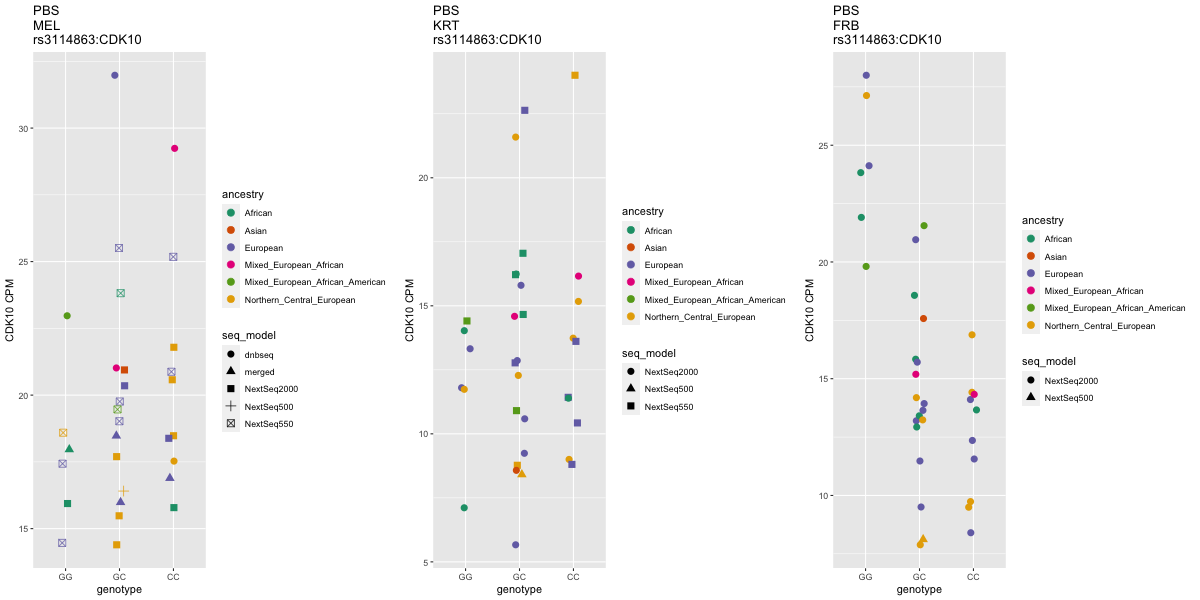 PBS
MEL
rs3114863:CDK10
CDK10 CPM
30
25
20
15
GG
GC
CC
genotype
ancestry
African
Asian
European
Mixed_European_African
Mixed_European_African_American
Northern_Central_European
seq_model
dnbseq
merged
NextSeq2000
NextSeq500
NextSeq550
PBS
KRT
rs3114863:CDK10
CDK10 CPM
20
15
10
5
GG
GC
CC
genotype
ancestry
African
Asian
European
Mixed_European_African
Mixed_European_African_American
Northern_Central_European
seq_model
NextSeq2000
NextSeq500
NextSeq550
PBS
FRB
rs3114863:CDK10
CDK10 CPM
25
20
15
10
GG
GC
CC
genotype
ancestry
African
Asian
European
Mixed_European_African
Mixed_European_African_American
Northern_Central_European
seq_model
NextSeq2000
NextSeq500